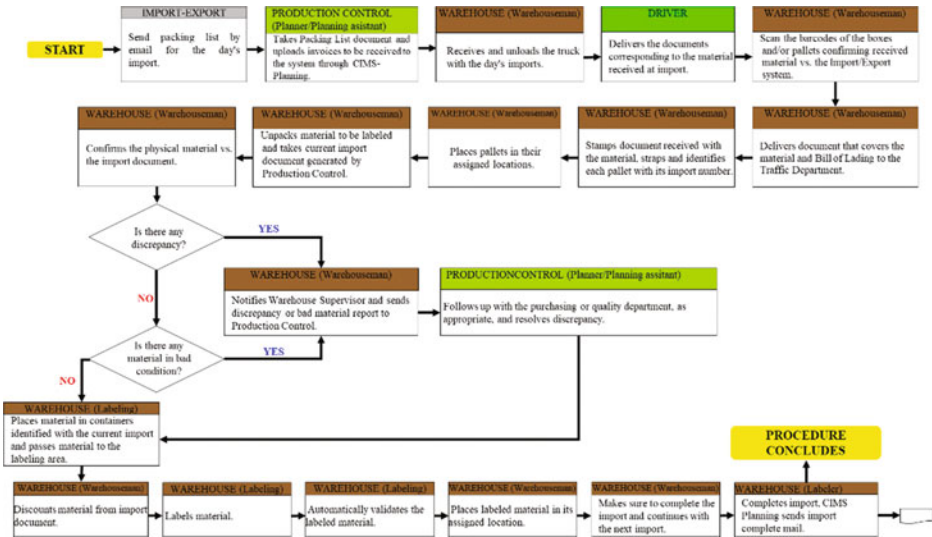 START
IMPORT-EXPORT
Send packing list by
email for the day's
import.
PRODUCTION CONTROL
(Planner/Planning asistant)
Takes Packing List document and
uploads invoices to be received to
the system through CIMS-
Planning.
WAREHOUSE (Warehouseman)
Receives and unloads the truck
with the day's imports.
DRIVER
Delivers the documents
corresponding to the material
received at import.
WAREHOUSE (Warehouseman)
Scan the barcodes of the boxes
and/or pallets confirming received
material vs. the Import/Export
system.
WAREHOUSE (Warehouseman)
Confirms the physical material vs.
the import document.
WAREHOUSE (Warehouseman)
Unpacks material to be labeled
and takes current import
document generated by
Production Control.
WAREHOUSE (Warehouseman)
Places pallets in their
assigned locations.
WAREHOUSE (Warehouseman)
Stamps document received with
the material, straps and identifies
each pallet with its import number.
WAREHOUSE (Warehouseman)
Delivers document that covers the
material and Bill of Lading to the
Traffic Department.
Is there any
discrepancy?
YES
NO
WAREHOUSE (Warehouseman)
Notifies Warehouse Supervisor and sends
discrepancy or bad material report to
Production Control.
PRODUCTIONCONTROL (Planner/Planning assitant)
Follows up with the purchasing or quality department, as
appropriate, and resolves discrepancy.
Is there any
material in bad
condition?
YES
NO
WAREHOUSE (Labeling)
Places material in containers
identified with the current import
and passes material to the
labeling area.
PROCEDURE
CONCLUDES
WAREHOUSE (Warehouseman)
Discounts material from import
document.
WAREHOUSE (Labeling)
Labels material.
WAREHOUSE (Labeling)
Automatically validates the
labeled material.
WAREHOUSE (Warehouseman)
Places labeled material in its
assigned location.
WAREHOUSE (Warehouseman)
Makes sure to complete the
import and continues with
the next import.
WAREHOUSE (Labeler)
Completes import, CIMS
Planning sends import
complete mail.